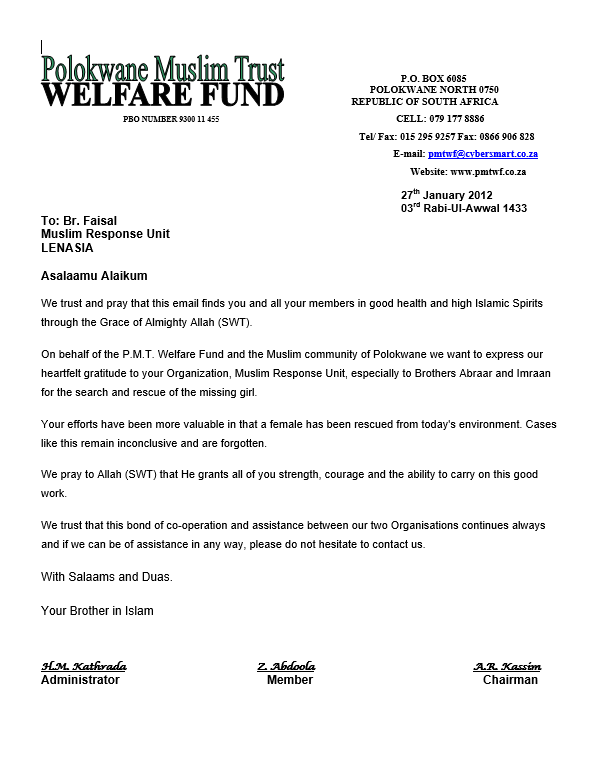 Polokwane Muslim Trust
WELFARE FUND
PBO NUMBER 9300 11 455
P.O. BOX 6085
POLOKWANE NORTH 0750
REPUBLIC OF SOUTH AFRICA
CELL: 079 177 8886
Tel/ Fax: 015 295 9257 Fax: 0866 906 828
E-mail: pmtwf@cybersmart.co.za
Website: www.pmtwf.co.za
27th January 2012
03rd Rabi-Ul-Awwal 1433
To: Br. Faisal
Muslim Response Unit
LENASIA
Asalaamu Alaikum
We trust and pray that this email finds you and all your members in good health and high Islamic Spirits
through the Grace of Almighty Allah (SWT).
On behalf of the P.M.T. Welfare Fund and the Muslim community of Polokwane we want to express our
heartfelt gratitude to your Organization, Muslim Response Unit, especially to Brothers Abraar and Imraan
for the search and rescue of the missing girl.
Your efforts have been more valuable in that a female has been rescued from today's environment. Cases
like this remain inconclusive and are forgotten.
We pray to Allah (SWT) that He grants all of you strength, courage and the ability to carry on this good
work.
We trust that this bond of co-operation and assistance between our two Organisations continues always
and if we can be of assistance in any way, please do not hesitate to contact us.
With Salaams and Duas.
Your Brother in Islam
H.M. Kathrada Z. Abdoola A.R. Kassim
Administrator Member Chairman